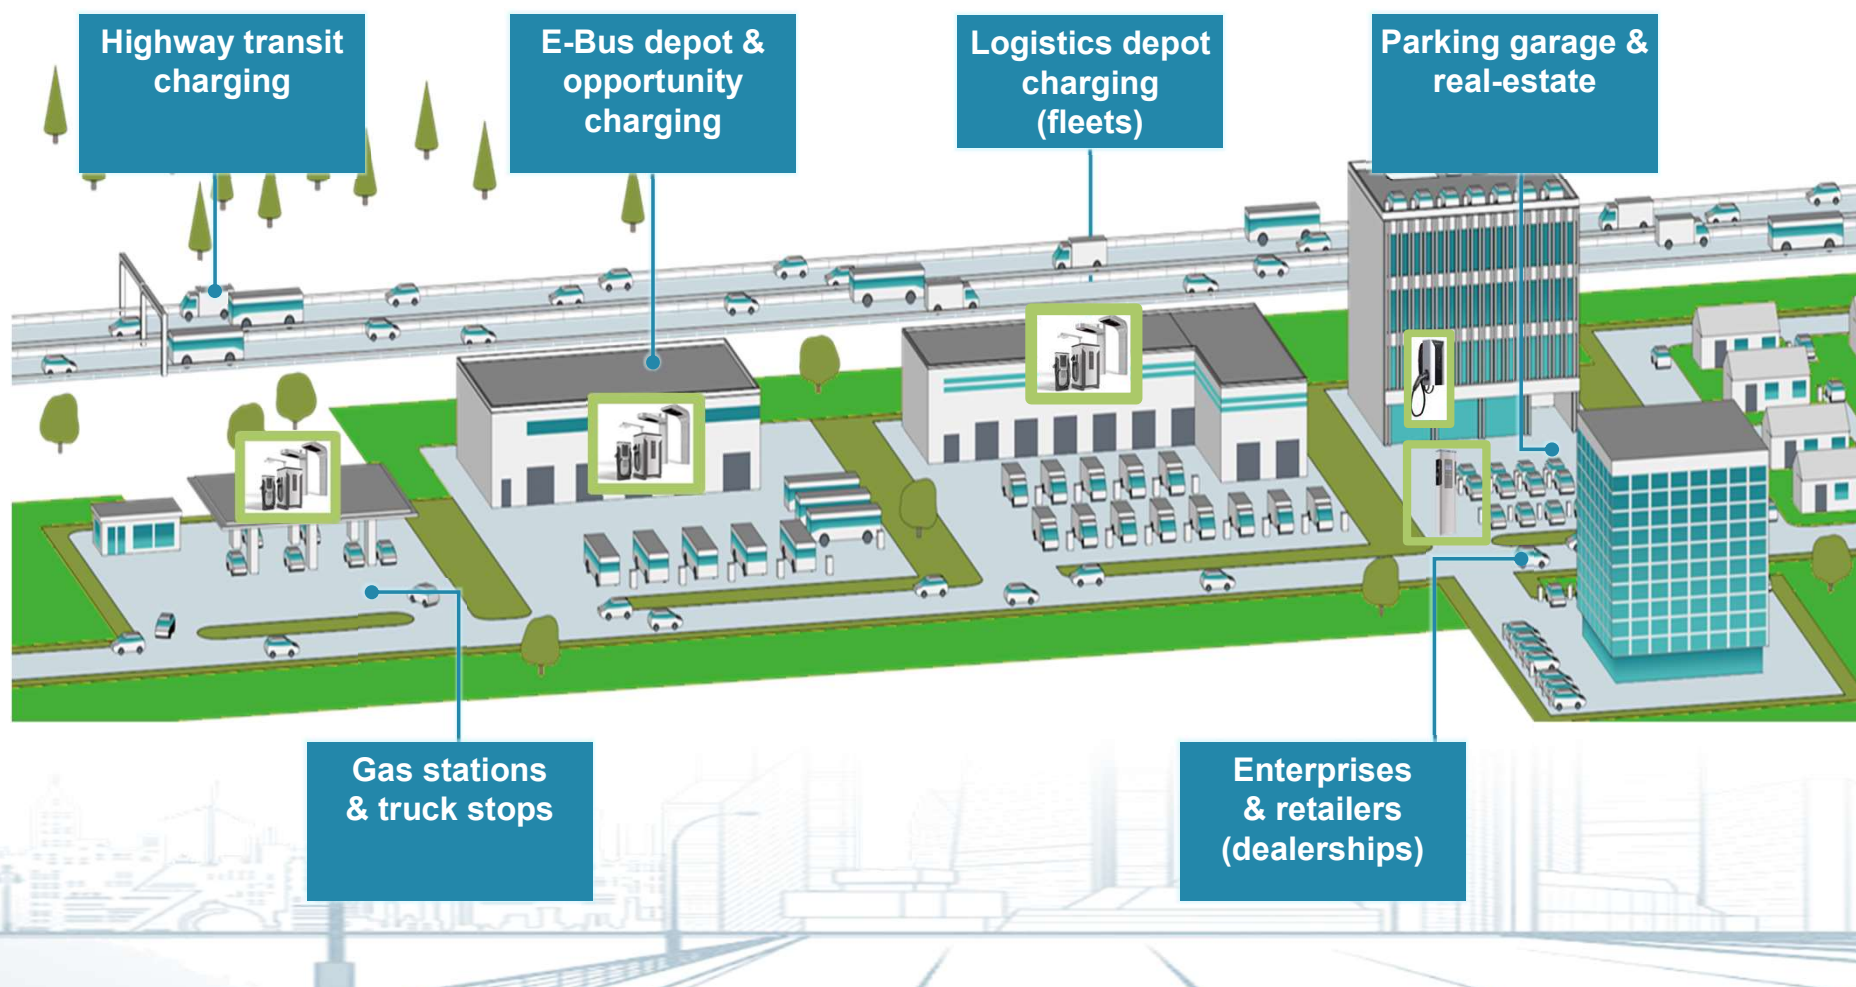 Highway transit
charging
E-Bus depot &
opportunity
charging
Logistics depot
charging
(fleets)
Parking garage &
real-estate
Gas stations
& truck stops
Enterprises
& retailers
(dealerships)